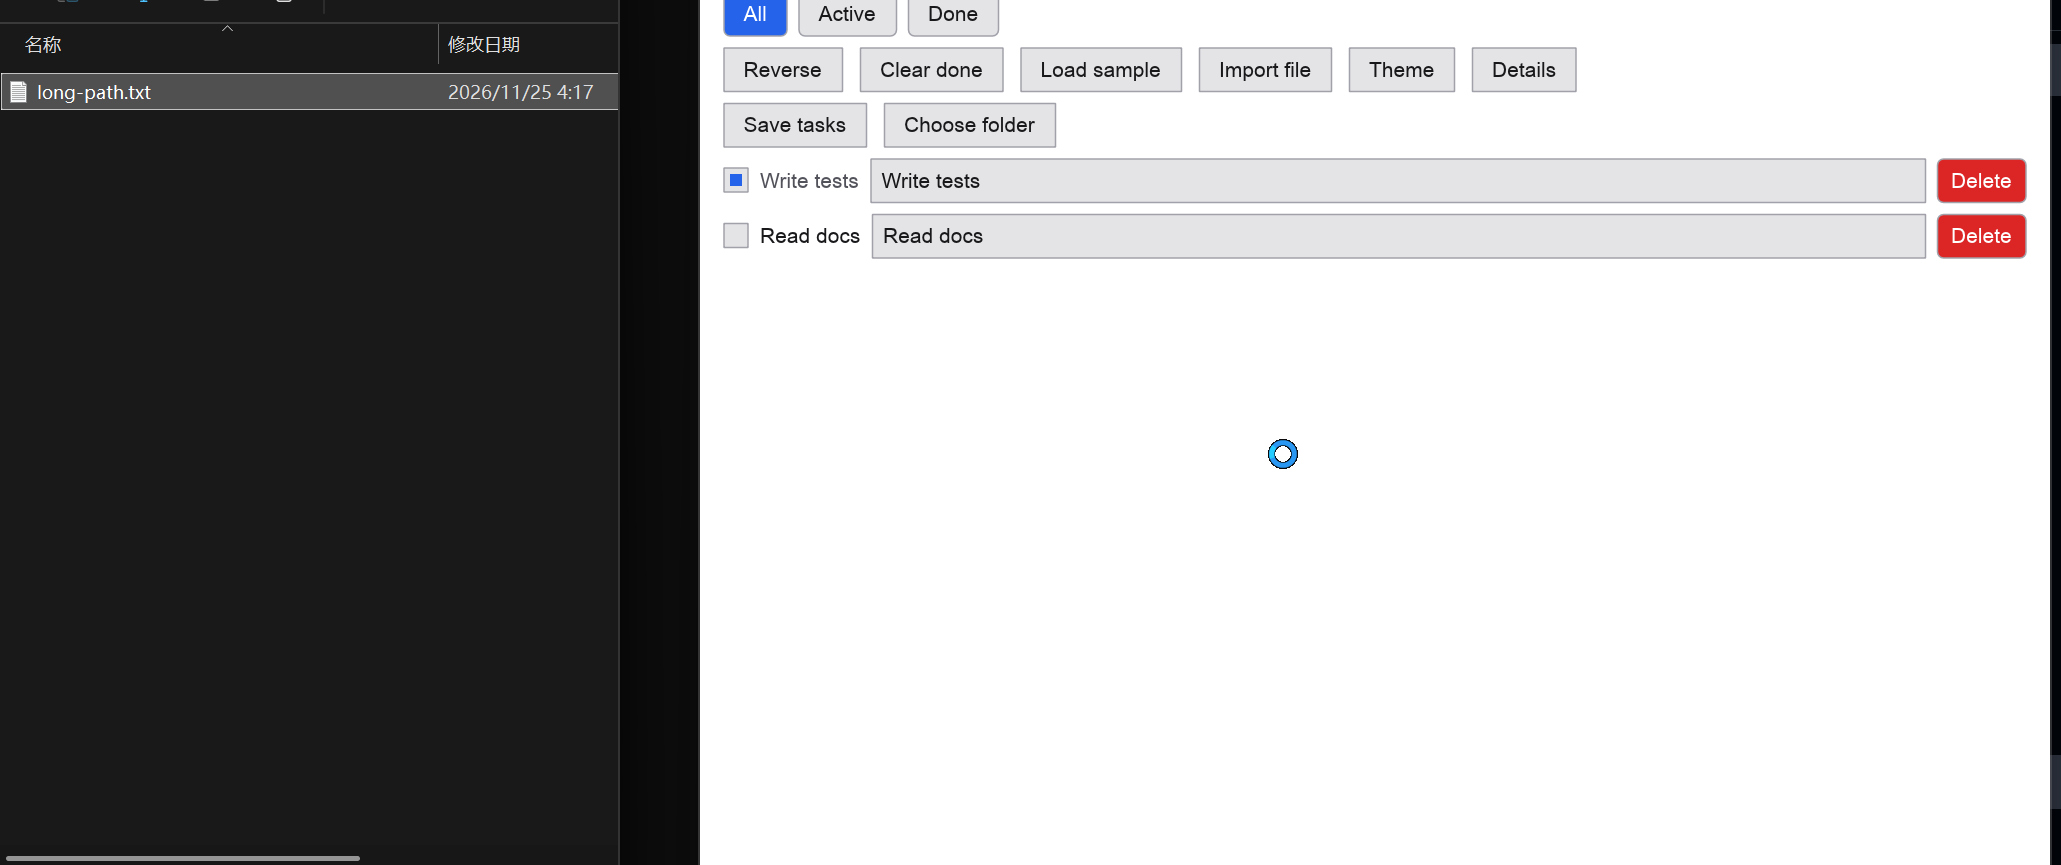 名称 修改日期
long-path.txt 2026/11/25 4:17
All Active Done
Reverse Clear done Load sample Import file Theme Details
Save tasks Choose folder
Write tests Write tests Delete
Read docs Read docs Delete